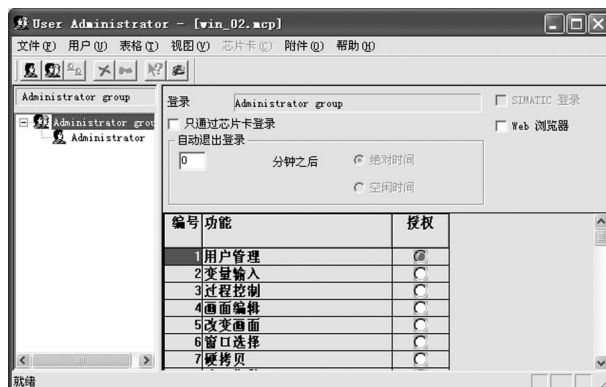 User Administrator - [win_02.mcp]
文件(F) 用户(U) 表格(T) 视图(V) 芯片卡(C) 附件(O) 帮助(H)
Administrator group
登录 Administrator group
SIMATIC 登录
只通过芯片卡登录
Web 浏览器
自动退出登录
0 分钟之后 绝对时间
空闲时间
Administrator grou
Administrator
编号 功能 授权
1 用户管理
2 变量输入
3 过程控制
4 画面编辑
5 改变画面
6 窗口选择
7 硬拷贝
就绪